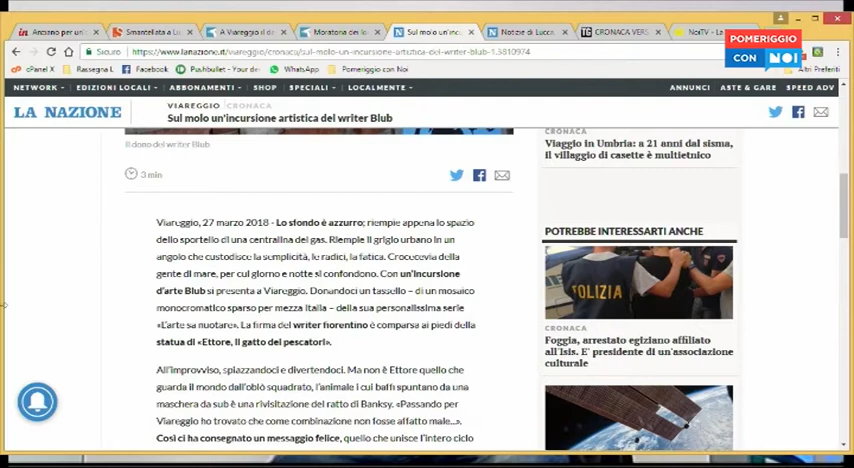 Anciano per un'
Smantellata a Lu
A Viareggio il di
Moratoria dei lo
Sul molo un'inc
Notizie di Lucca,
CRONACA VERS
NoiTV - La
POMERIGGIO
CON NOI
Sicuro
https://www.lanazione.it/viareggio/cronaca/sul-molo-un-incursione-artistica-del-writer-blub-1.3810974
cPanel X
Rassegna L
Facebook
Pushbullet - Your de
WhatsApp
Pomeriggio con Noi
Altri Preferiti
NETWORK
EDIZIONI LOCALI
ABBONAMENTI
SHOP
SPECIALI
LOCALMENTE
ANNUNCI
ASTE & GARE
SPEED ADV
LA NAZIONE
VIAREGGIO CRONACA
Sul molo un'incursione artistica del writer Blub
Il dono del writer Blub
3 min
Viareggio, 27 marzo 2018 - Lo sfondo è azzurro; riempie appena lo spazio
dello sportello di una centralina del gas. Riempie il grigio urbano in un
angolo che custodisce la semplicità, le radici, la fatica. Crocecevia della
gente di mare, per cui giorno e notte si confondono. Con un'incursione
d'arte Blub si presenta a Viareggio. Donandoci un tassello – di un mosaico
monocromatico sparso per mezza Italia – della sua personalissima serie
«L'arte sa nuotare». La firma del writer fiorentino è comparsa ai piedi della
statua di «Ettore, il gatto dei pescatori».
All'improvviso, spiazzandoci e divertendoci. Ma non è Ettore quello che
guarda il mondo dall'oblò squadrato, l'animale i cui baffi spuntano da una
maschera da sub è una rivisitazione del ratto di Banksy. «Passando per
Viareggio ho trovato che come combinazione non fosse affatto male...».
Così ci ha consegnato un messaggio felice, quello che unisce l'intero ciclo
CRONACA
Viaggio in Umbria: a 21 anni dal sisma,
il villaggio di casette è multietnico
POTREBBE INTERESSARTI ANCHE
POLIZIA
CRONACA
Foggia, arrestato egiziano affiliato
all'Isis. E' presidente di un'associazione
culturale